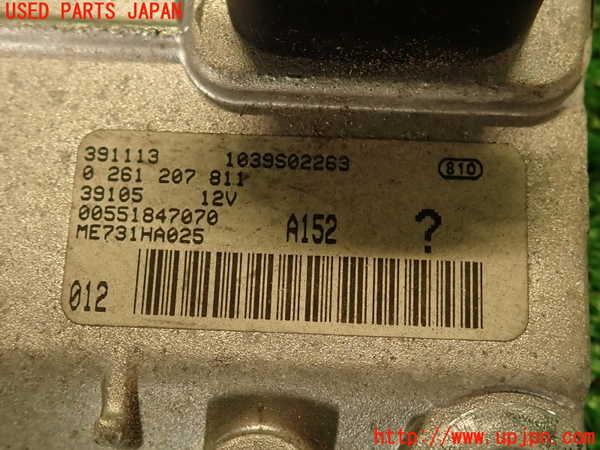 USED PARTS JAPAN
391113 1039S02263
810
0 261 207 811
39105 12V
00551847070
ME731HA025 A152 ?
012
http://www.upjpn.com/